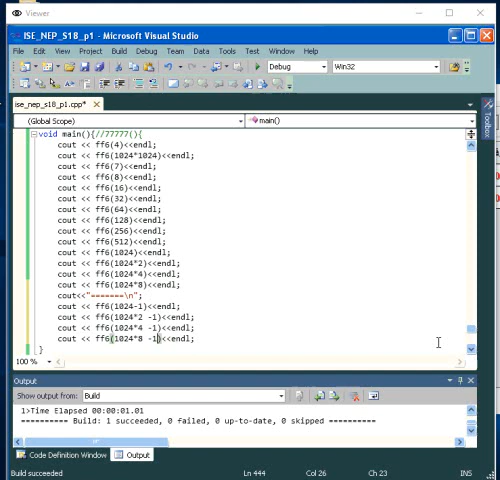 Viewer
ISE_NEP_S18_p1 - Microsoft Visual Studio
File Edit View Project Build Debug Team Data Tools Test Window Help
Debug Win32
ise_nep_s18_p1.cpp* X
(Global Scope) main()
Toolbox
void main(){//77777(){
cout << ff6(4)<<endl;
cout << ff6(1024*1024)<<endl;
cout << ff6(7)<<endl;
cout << ff6(8)<<endl;
cout << ff6(16)<<endl;
cout << ff6(32)<<endl;
cout << ff6(64)<<endl;
cout << ff6(128)<<endl;
cout << ff6(256)<<endl;
cout << ff6(512)<<endl;
cout << ff6(1024)<<endl;
cout << ff6(1024*2)<<endl;
cout << ff6(1024*4)<<endl;
cout << ff6(1024*8)<<endl;
cout<<"=======\n";
cout << ff6(1024-1)<<endl;
cout << ff6(1024*2 -1)<<endl;
cout << ff6(1024*4 -1)<<endl;
cout << ff6(1024*8 -1)<<endl;
}
100 %
Output
Show output from: Build
1>Time Elapsed 00:00:01.01
========== Build: 1 succeeded, 0 failed, 0 up-to-date, 0 skipped ==========
Code Definition Window Output
Build succeeded Ln 444 Col 26 Ch 23 INS